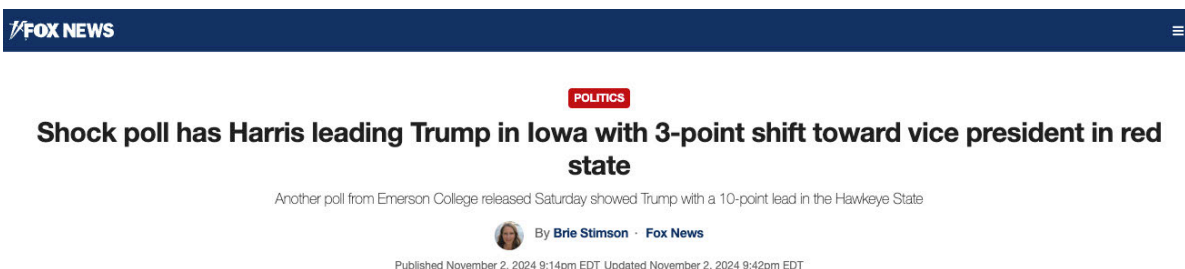 FOX NEWS
POLITICS
Shock poll has Harris leading Trump in Iowa with 3-point shift toward vice president in red
state
Another poll from Emerson College released Saturday showed Trump with a 10-point lead in the Hawkeye State
By Brie Stimson · Fox News
Published November 2, 2024 9:14pm EDT Updated November 2, 2024 9:42pm EDT